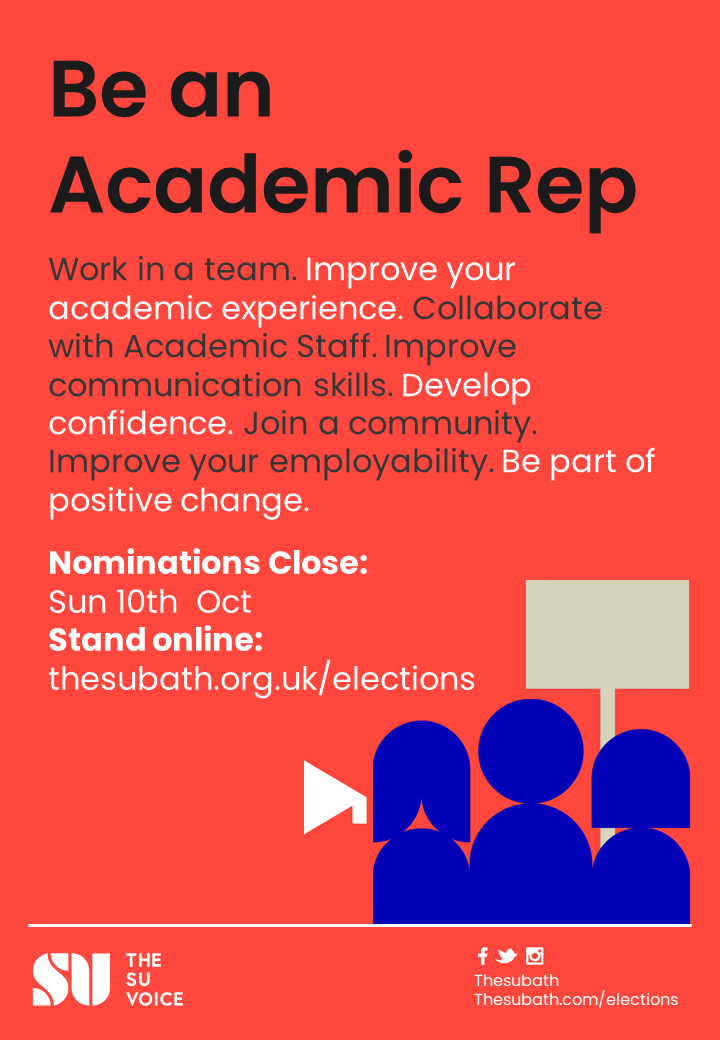 Be an
Academic Rep
Work in a team. Improve your
academic experience. Collaborate
with Academic Staff. Improve
communication skills. Develop
confidence. Join a community.
Improve your employability. Be part of
positive change.
Nominations Close:
Sun 10th  Oct
Stand online:
thesubath.org.uk/elections
SU
THE
SU
VOICE
Thesubath
Thesubath.com/elections